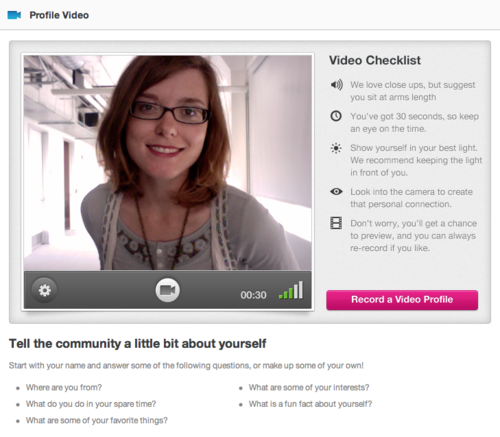 Profile Video
Video Checklist
We love close ups, but suggest
you sit at arms length
You've got 30 seconds, so keep
an eye on the time.
Show yourself in your best light.
We recommend keeping the light
in front of you.
Look into the camera to create
that personal connection.
Don't worry, you'll get a chance
to preview, and you can always
re-record if you like.
00:30
Record a Video Profile
Tell the community a little bit about yourself
Start with your name and answer some of the following questions, or make up some of your own!
Where are you from?
What do you do in your spare time?
What are some of your favorite things?
What are some of your interests?
What is a fun fact about yourself?